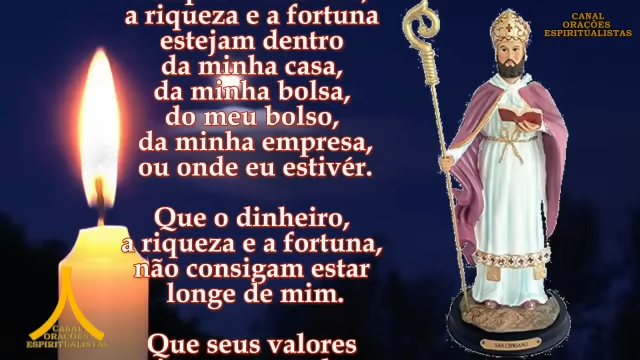 a riqueza e a fortuna
estejam dentro
da minha casa,
da minha bolsa,
do meu bolso,
da minha empresa,
ou onde eu estivér.
Que o dinheiro,
a riqueza e a fortuna,
não consigam estar
longe de mim.
Que seus valores
CANAL
ORACÕES
ESPIRITUALISTAS
CANAL
ORACÕES
ESPIRITUALISTAS
SAN CIPRIANO